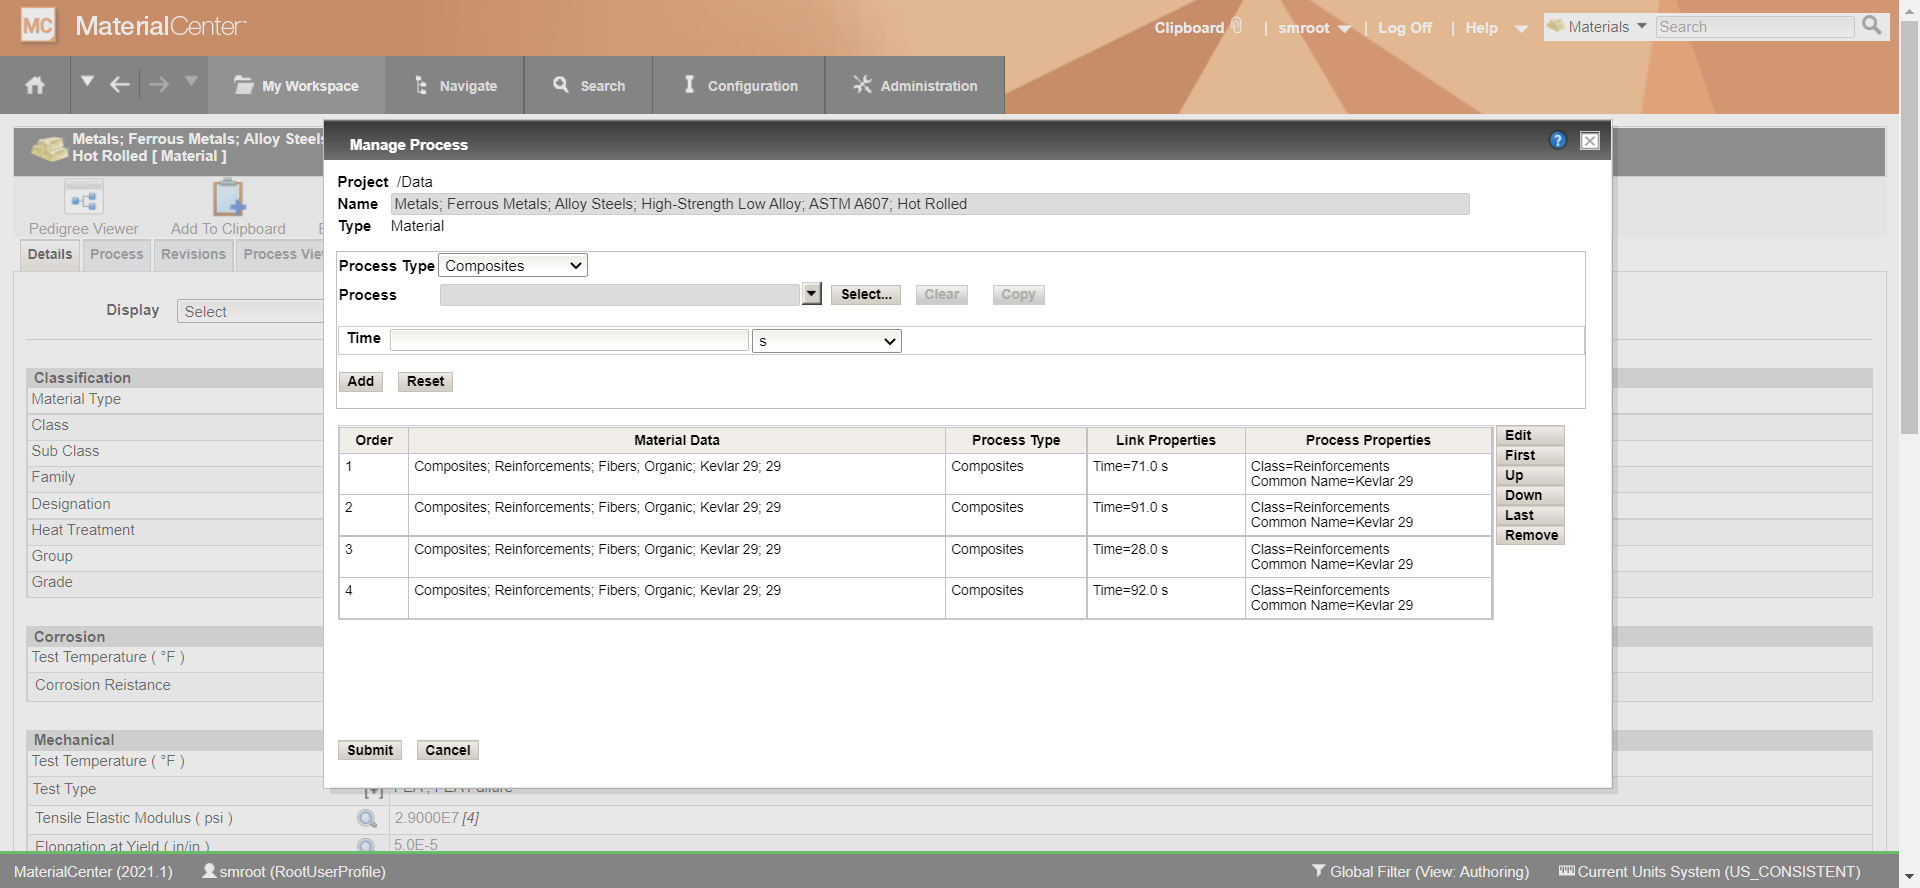 MC MaterialCenter
Clipboard | smroot | Log Off | Help
Materials Search
My Workspace Navigate Search Configuration Administration
Metals; Ferrous Metals; Alloy Steels
Hot Rolled [ Material ]
Pedigree Viewer Add To Clipboard
Details Process Revisions Process Vie
Display Select
Classification
Material Type
Class
Sub Class
Family
Designation
Heat Treatment
Group
Grade
Corrosion
Test Temperature ( °F )
Corrosion Reistance
Mechanical
Test Temperature ( °F )
Test Type
Tensile Elastic Modulus ( psi ) 2.9000E7 [4]
Elongation at Yield ( in/in ) 5.0E-5
Manage Process
Project /Data
Name Metals; Ferrous Metals; Alloy Steels; High-Strength Low Alloy; ASTM A607; Hot Rolled
Type Material
Process Type Composites
Process Select... Clear Copy
Time s
Add Reset
Order Material Data Process Type Link Properties Process Properties
1 Composites; Reinforcements; Fibers; Organic; Kevlar 29; 29 Composites Time=71.0 s Class=Reinforcements
Common Name=Kevlar 29
2 Composites; Reinforcements; Fibers; Organic; Kevlar 29; 29 Composites Time=91.0 s Class=Reinforcements
Common Name=Kevlar 29
3 Composites; Reinforcements; Fibers; Organic; Kevlar 29; 29 Composites Time=28.0 s Class=Reinforcements
Common Name=Kevlar 29
4 Composites; Reinforcements; Fibers; Organic; Kevlar 29; 29 Composites Time=92.0 s Class=Reinforcements
Common Name=Kevlar 29
Edit
First
Up
Down
Last
Remove
Submit Cancel
MaterialCenter (2021.1) smroot (RootUserProfile) Global Filter (View: Authoring) Current Units System (US_CONSISTENT)